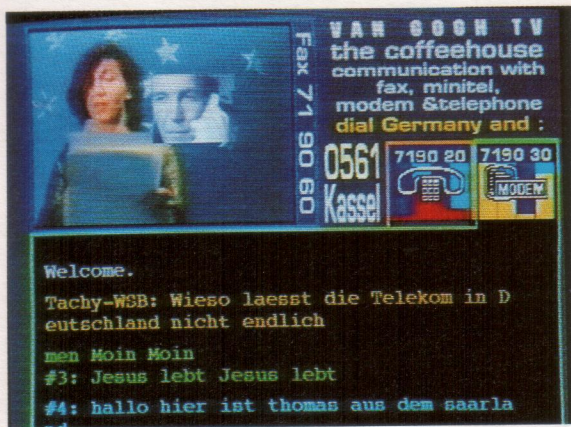 VAN GOGH TV
the coffeehouse
communication with
fax, minitel,
modem &telephone
dial Germany and :
Fax 71 90 60
0561
Kassel
7190 20
7190 30
MODEM
Welcome.
Tachy-WSB: Wieso laesst die Telekom in D
eutschland nicht endlich
men Moin Moin
#3: Jesus lebt Jesus lebt
#4: hallo hier ist thomas aus dem saarla